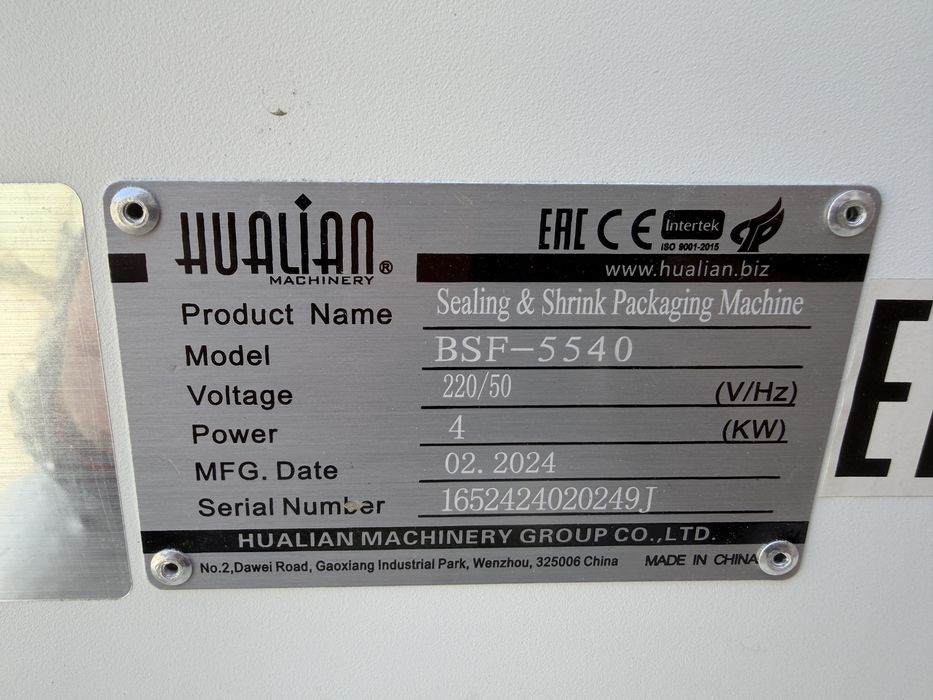 HUALIAN®
MACHINERY
EAC CE Intertek
ISO 9001-2015
www.hualian.biz
Product Name Sealing & Shrink Packaging Machine
Model BSF-5540
Voltage 220/50 (V/Hz)
Power 4 (KW)
MFG. Date 02. 2024
Serial Number 1652424020249J
HUALIAN MACHINERY GROUP CO.,LTD.
No.2,Dawei Road, Gaoxiang Industrial Park, Wenzhou, 325006 China MADE IN CHINA